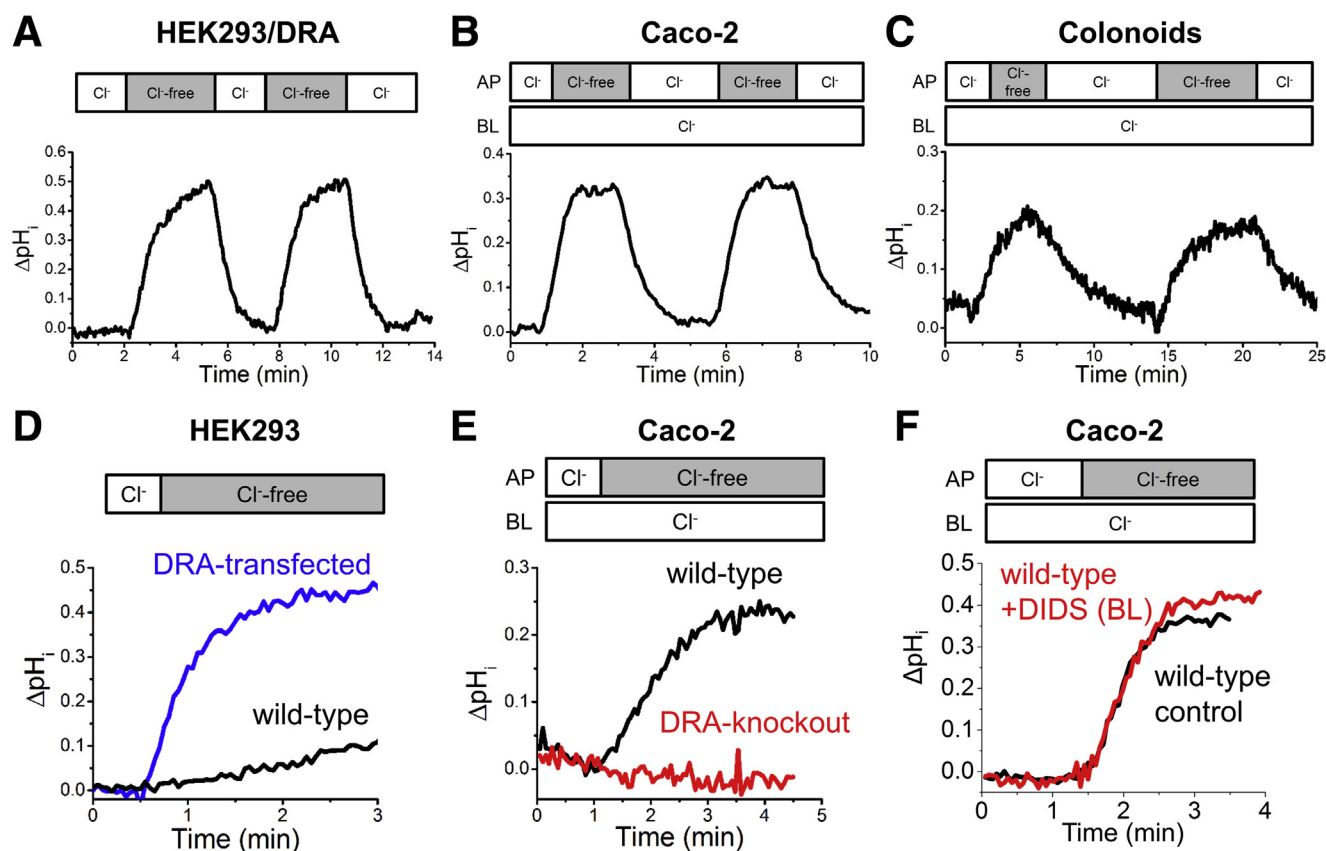 A HEK293/DRA
Cl⁻ Cl⁻-free Cl⁻ Cl⁻-free Cl⁻
ΔpHᵢ
0.6
0.5
0.4
0.3
0.2
0.1
0.0
0 2 4 6 8 10 12 14
Time (min)
B Caco-2
AP Cl⁻ Cl⁻-free Cl⁻ Cl⁻-free Cl⁻
BL Cl⁻
ΔpHᵢ
0.4
0.3
0.2
0.1
0.0
0 2 4 6 8 10
Time (min)
C Colonoids
AP Cl⁻ Cl⁻-free Cl⁻ Cl⁻-free Cl⁻
BL Cl⁻
ΔpHᵢ
0.3
0.2
0.1
0.0
0 5 10 15 20 25
Time (min)
D HEK293
Cl⁻ Cl⁻-free
DRA-transfected
wild-type
ΔpHᵢ
0.5
0.4
0.3
0.2
0.1
0.0
0 1 2 3
Time (min)
E Caco-2
AP Cl⁻ Cl⁻-free
BL Cl⁻
wild-type
DRA-knockout
ΔpHᵢ
0.3
0.2
0.1
0.0
0 1 2 3 4 5
Time (min)
F Caco-2
AP Cl⁻ Cl⁻-free
BL Cl⁻
wild-type
+DIDS (BL)
wild-type
control
ΔpHᵢ
0.5
0.4
0.3
0.2
0.1
0.0
0 1 2 3 4
Time (min)